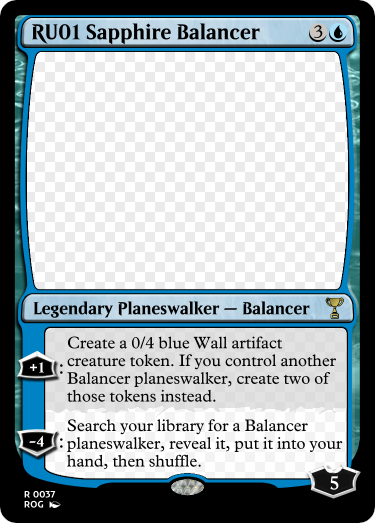 RU01 Sapphire Balancer 3
Legendary Planeswalker — Balancer
+1 : Create a 0/4 blue Wall artifact
creature token. If you control another
Balancer planeswalker, create two of
those tokens instead.
-4 : Search your library for a Balancer
planeswalker, reveal it, put it into your
hand, then shuffle.
5
R 0037
ROG